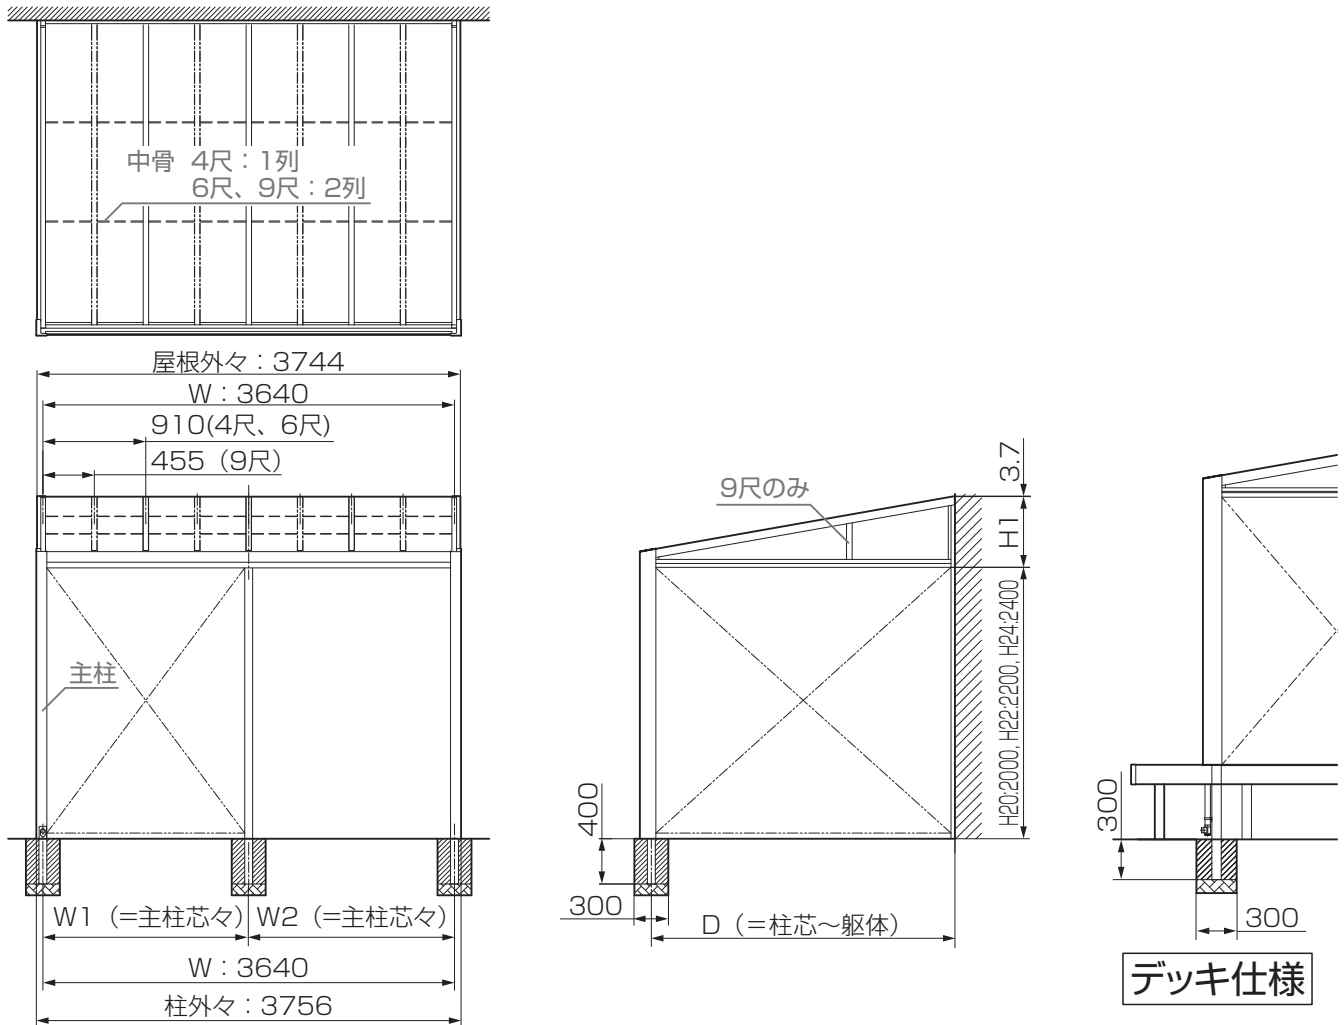 中骨 4尺：1列
6尺、9尺：2列
屋根外々：3744
W：3640
910(4尺、6尺)
455（9尺）
主柱
W1（=主柱芯々）
W2（=主柱芯々）
W：3640
柱外々：3756
9尺のみ
3.7
H1
H20:2000, H22:2200, H24:2400
400
300
D（=柱芯～躯体）
300
300
デッキ仕様